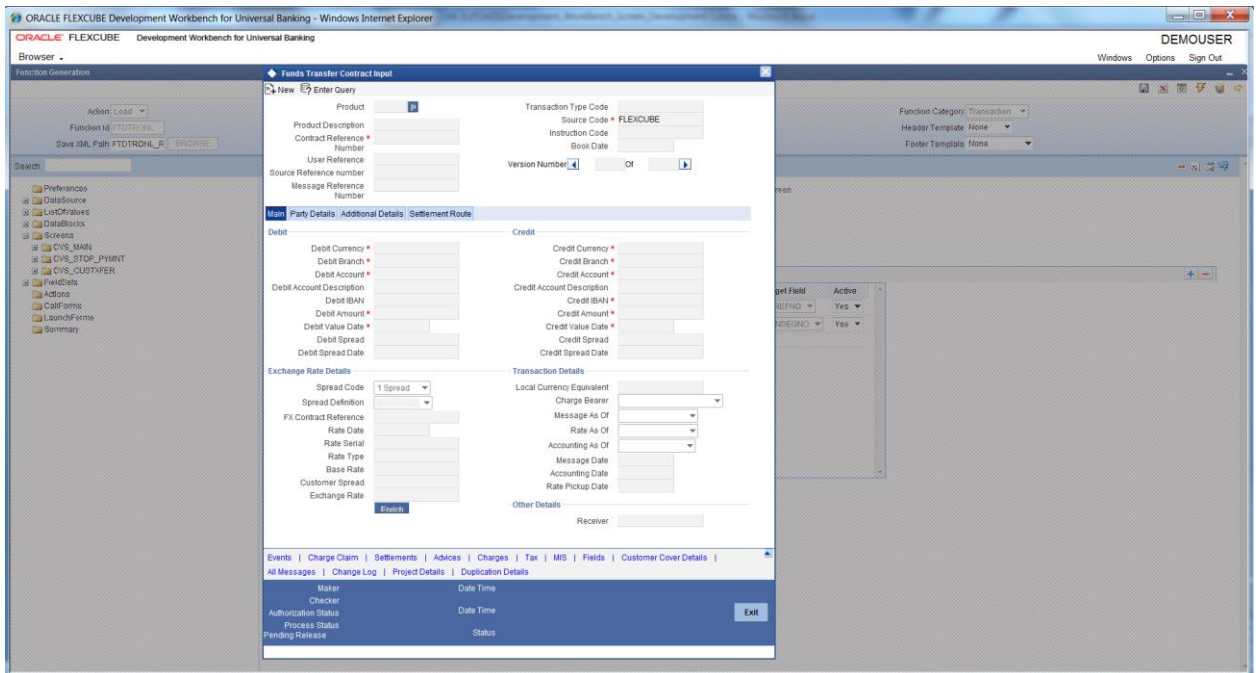 ORACLE FLEXCUBE Development Workbench for Universal Banking - Windows Internet Explorer
ORACLE FLEXCUBE Development Workbench for Universal Banking DEMOUSER
Browser Windows Options Sign Out
Function Generation
Funds Transfer Contract Input
New Enter Query
Action Load
Function Id FTDTRONL
Save XML Path FTDTRONL_R BROWSE
Function Category Transaction
Header Template None
Footer Template None
Search
Preferences
DataSource
ListOfValues
DataBlocks
Screens
CVS_MAIN
CVS_STOP_PYMNT
CVS_CUSTXFER
FieldSets
Actions
CallForms
LaunchForms
Summary
Product P
Product Description
Contract Reference *
Number
User Reference
Source Reference number
Message Reference
Number
Transaction Type Code
Source Code * FLEXCUBE
Instruction Code
Book Date
Version Number Of
Main Party Details Additional Details Settlement Route
Debit
Debit Currency *
Debit Branch *
Debit Account *
Debit Account Description
Debit IBAN
Debit Amount *
Debit Value Date *
Debit Spread
Debit Spread Date
Credit
Credit Currency *
Credit Branch *
Credit Account *
Credit Account Description
Credit IBAN *
Credit Amount *
Credit Value Date *
Credit Spread
Credit Spread Date
Exchange Rate Details
Spread Code 1 Spread
Spread Definition
FX Contract Reference
Rate Date
Rate Serial
Rate Type
Base Rate
Customer Spread
Exchange Rate
Enrich
Transaction Details
Local Currency Equivalent
Charge Bearer
Message As Of
Rate As Of
Accounting As Of
Message Date
Accounting Date
Rate Pickup Date
Other Details
Receiver
Active
Yes
Yes
Events | Charge Claim | Settlements | Advices | Charges | Tax | MIS | Fields | Customer Cover Details |
All Messages | Change Log | Project Details | Duplication Details
Maker Date Time
Checker
Authorization Status Date Time
Process Status
Pending Release Status
Exit